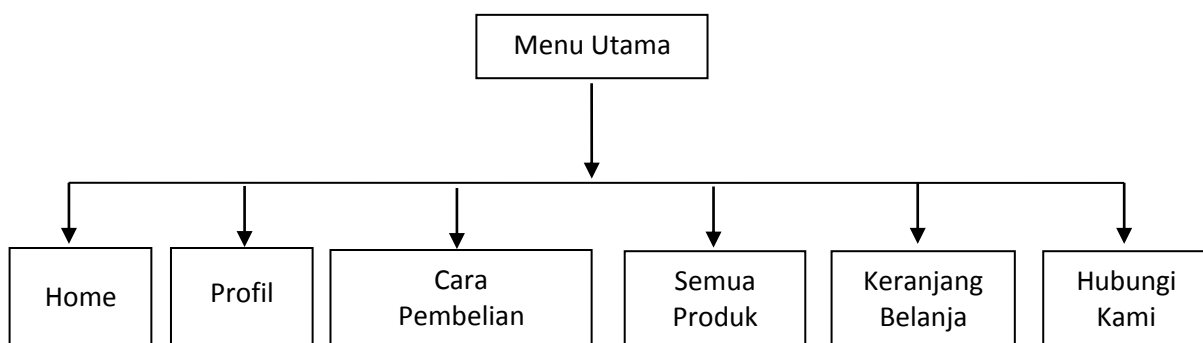 Menu Utama
Home
Profil
Cara
Pembelian
Semua
Produk
Keranjang
Belanja
Hubungi
Kami